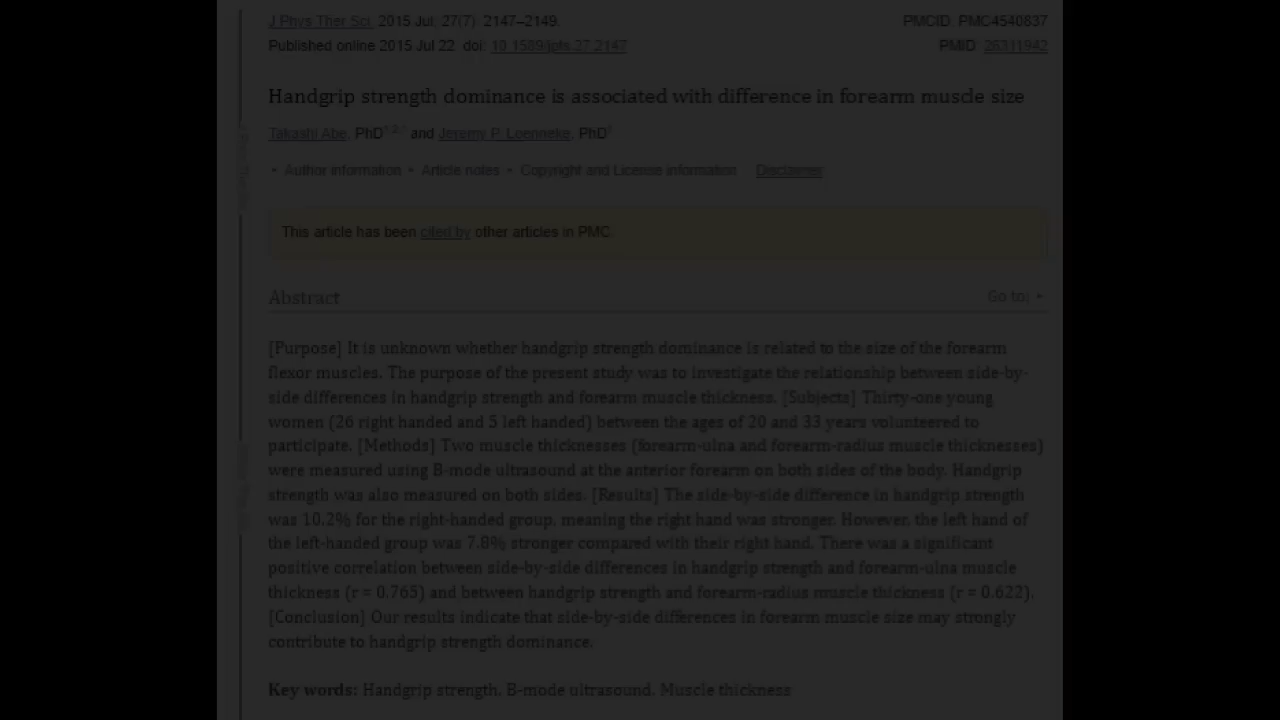 J Phys Ther Sci. 2015 Jul; 27(7): 2147–2149.
PMCID: PMC4540837
Published online 2015 Jul 22. doi: 10.1589/jpts.27.2147
PMID: 26311942
Handgrip strength dominance is associated with difference in forearm muscle size
Takashi Abe, PhD and Jeremy P. Loenneke, PhD
• Author information • Article notes • Copyright and License information Disclaimer
This article has been cited by other articles in PMC.
Abstract
Go to: •
[Purpose] It is unknown whether handgrip strength dominance is related to the size of the forearm
flexor muscles. The purpose of the present study was to investigate the relationship between side-by-
side differences in handgrip strength and forearm muscle thickness. [Subjects] Thirty-one young
women (26 right handed and 5 left handed) between the ages of 20 and 33 years volunteered to
participate. [Methods] Two muscle thicknesses (forearm-ulna and forearm-radius muscle thicknesses)
were measured using B-mode ultrasound at the anterior forearm on both sides of the body. Handgrip
strength was also measured on both sides. [Results] The side-by-side difference in handgrip strength
was 10.2% for the right-handed group, meaning the right hand was stronger. However, the left hand of
the left-handed group was 7.8% stronger compared with their right hand. There was a significant
positive correlation between side-by-side differences in handgrip strength and forearm-ulna muscle
thickness (r = 0.765) and between handgrip strength and forearm-radius muscle thickness (r = 0.622).
[Conclusion] Our results indicate that side-by-side differences in forearm muscle size may strongly
contribute to handgrip strength dominance.
Key words: Handgrip strength, B-mode ultrasound, Muscle thickness